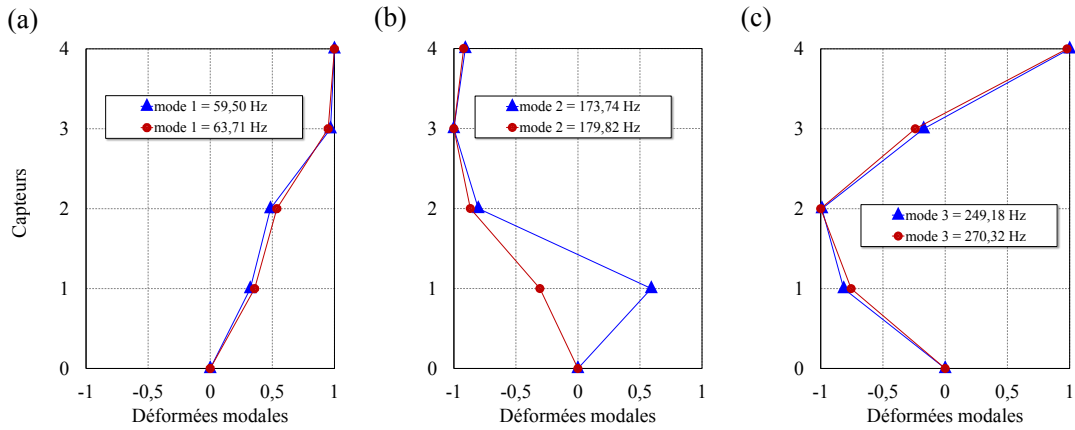 (a)
(b)
(c)
4
3
2
1
0
Capteurs
mode 1 = 59,50 Hz
mode 1 = 63,71 Hz
-1
-0,5
0
0,5
1
Déformées modales
4
3
2
1
0
mode 2 = 173,74 Hz
mode 2 = 179,82 Hz
-1
-0,5
0
0,5
1
Déformées modales
4
3
2
1
0
mode 3 = 249,18 Hz
mode 3 = 270,32 Hz
-1
-0,5
0
0,5
1
Déformées modales